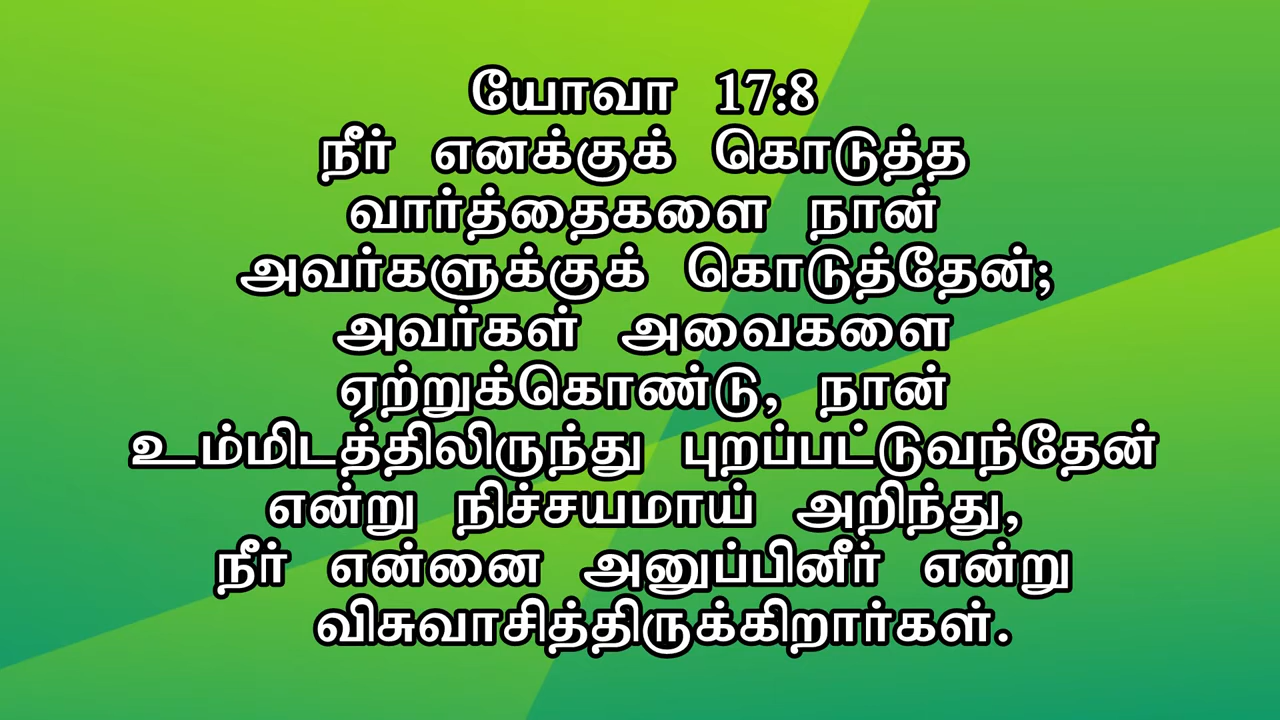 யோவா 17:8
நீர் எனக்குக் கொடுத்த
வார்த்தைகளை நான்
அவர்களுக்குக் கொடுத்தேன்;
அவர்கள் அவைகளை
ஏற்றுக்கொண்டு, நான்
உம்மிடத்திலிருந்து புறப்பட்டுவந்தேன்
என்று நிச்சயமாய் அறிந்து,
நீர் என்னை அனுப்பினீர் என்று
விசுவாசித்திருக்கிறார்கள்.